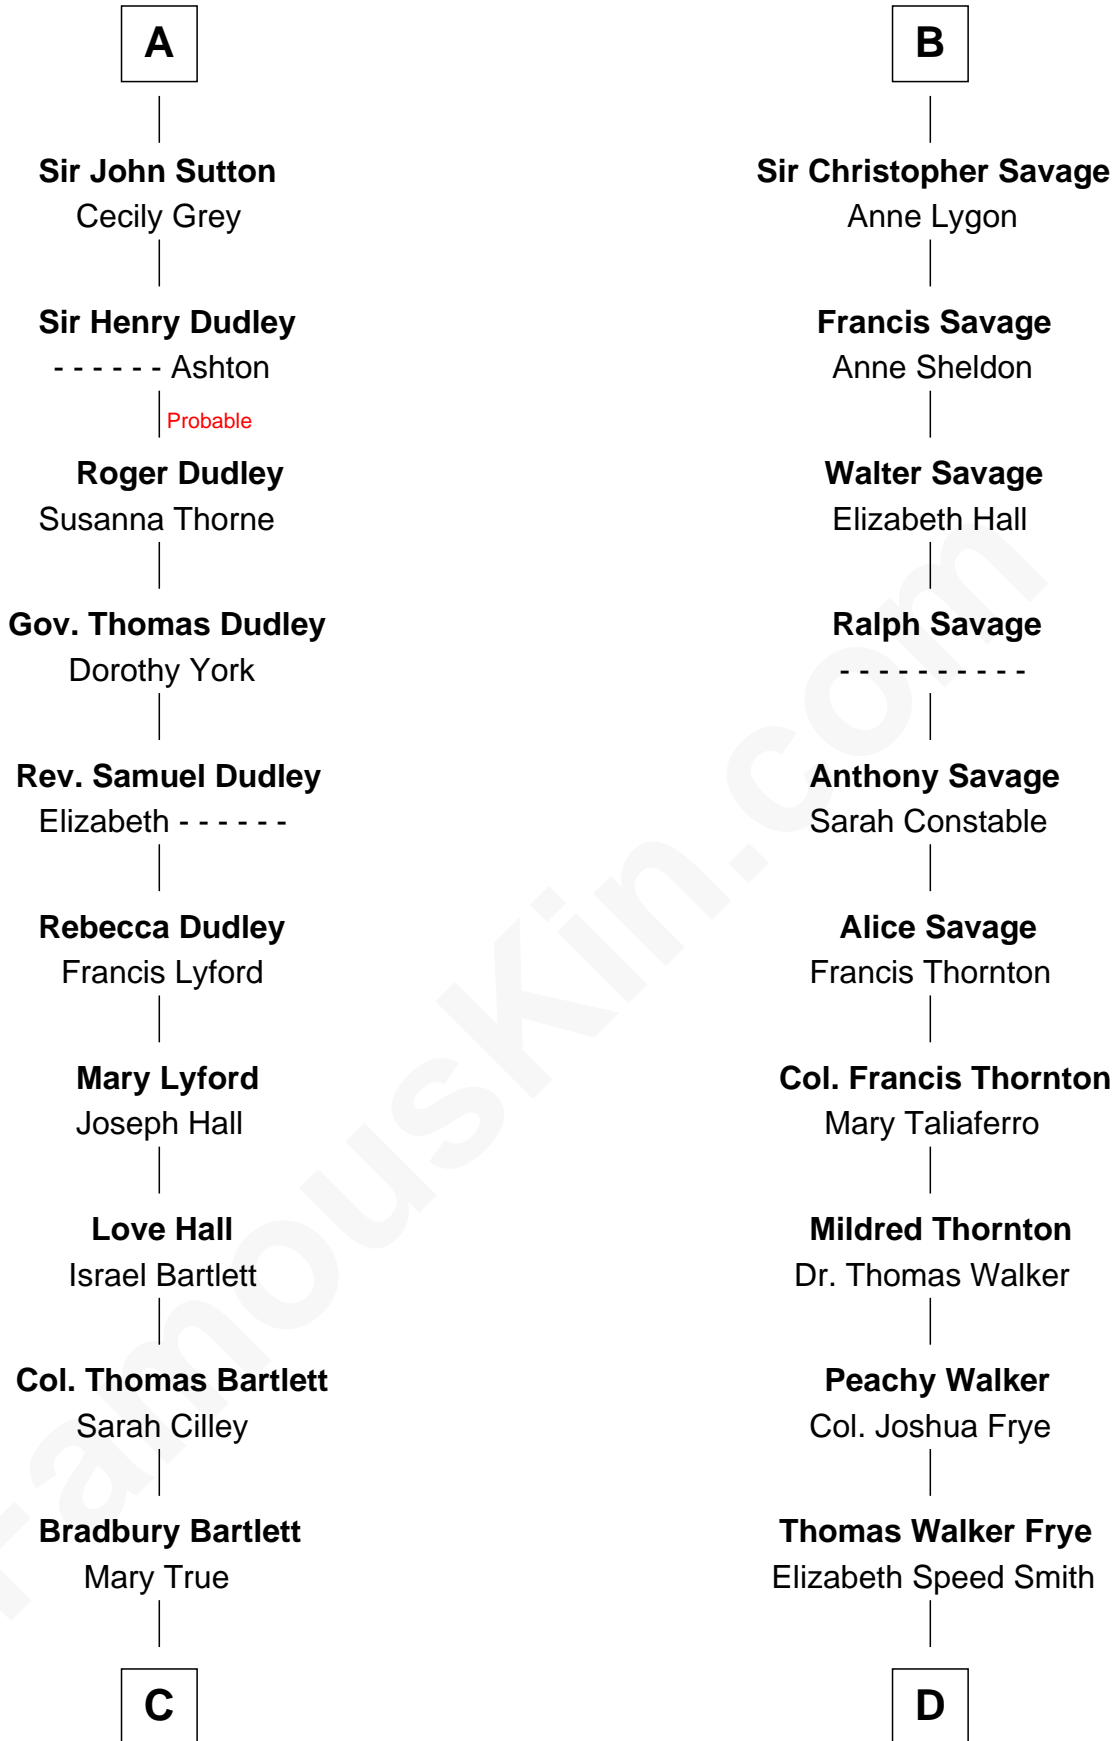 A
Sir John Sutton
Cecily Grey
Sir Henry Dudley
- - - - - - Ashton
Probable
Roger Dudley
Susanna Thorne
Gov. Thomas Dudley
Dorothy York
Rev. Samuel Dudley
Elizabeth - - - - - -
Rebecca Dudley
Francis Lyford
Mary Lyford
Joseph Hall
Love Hall
Israel Bartlett
Col. Thomas Bartlett
Sarah Cilley
Bradbury Bartlett
Mary True
C
B
Sir Christopher Savage
Anne Lygon
Francis Savage
Anne Sheldon
Walter Savage
Elizabeth Hall
Ralph Savage
- - - - - - - - - -
Anthony Savage
Sarah Constable
Alice Savage
Francis Thornton
Col. Francis Thornton
Mary Taliaferro
Mildred Thornton
Dr. Thomas Walker
Peachy Walker
Col. Joshua Frye
Thomas Walker Frye
Elizabeth Speed Smith
D
FamousKin.com